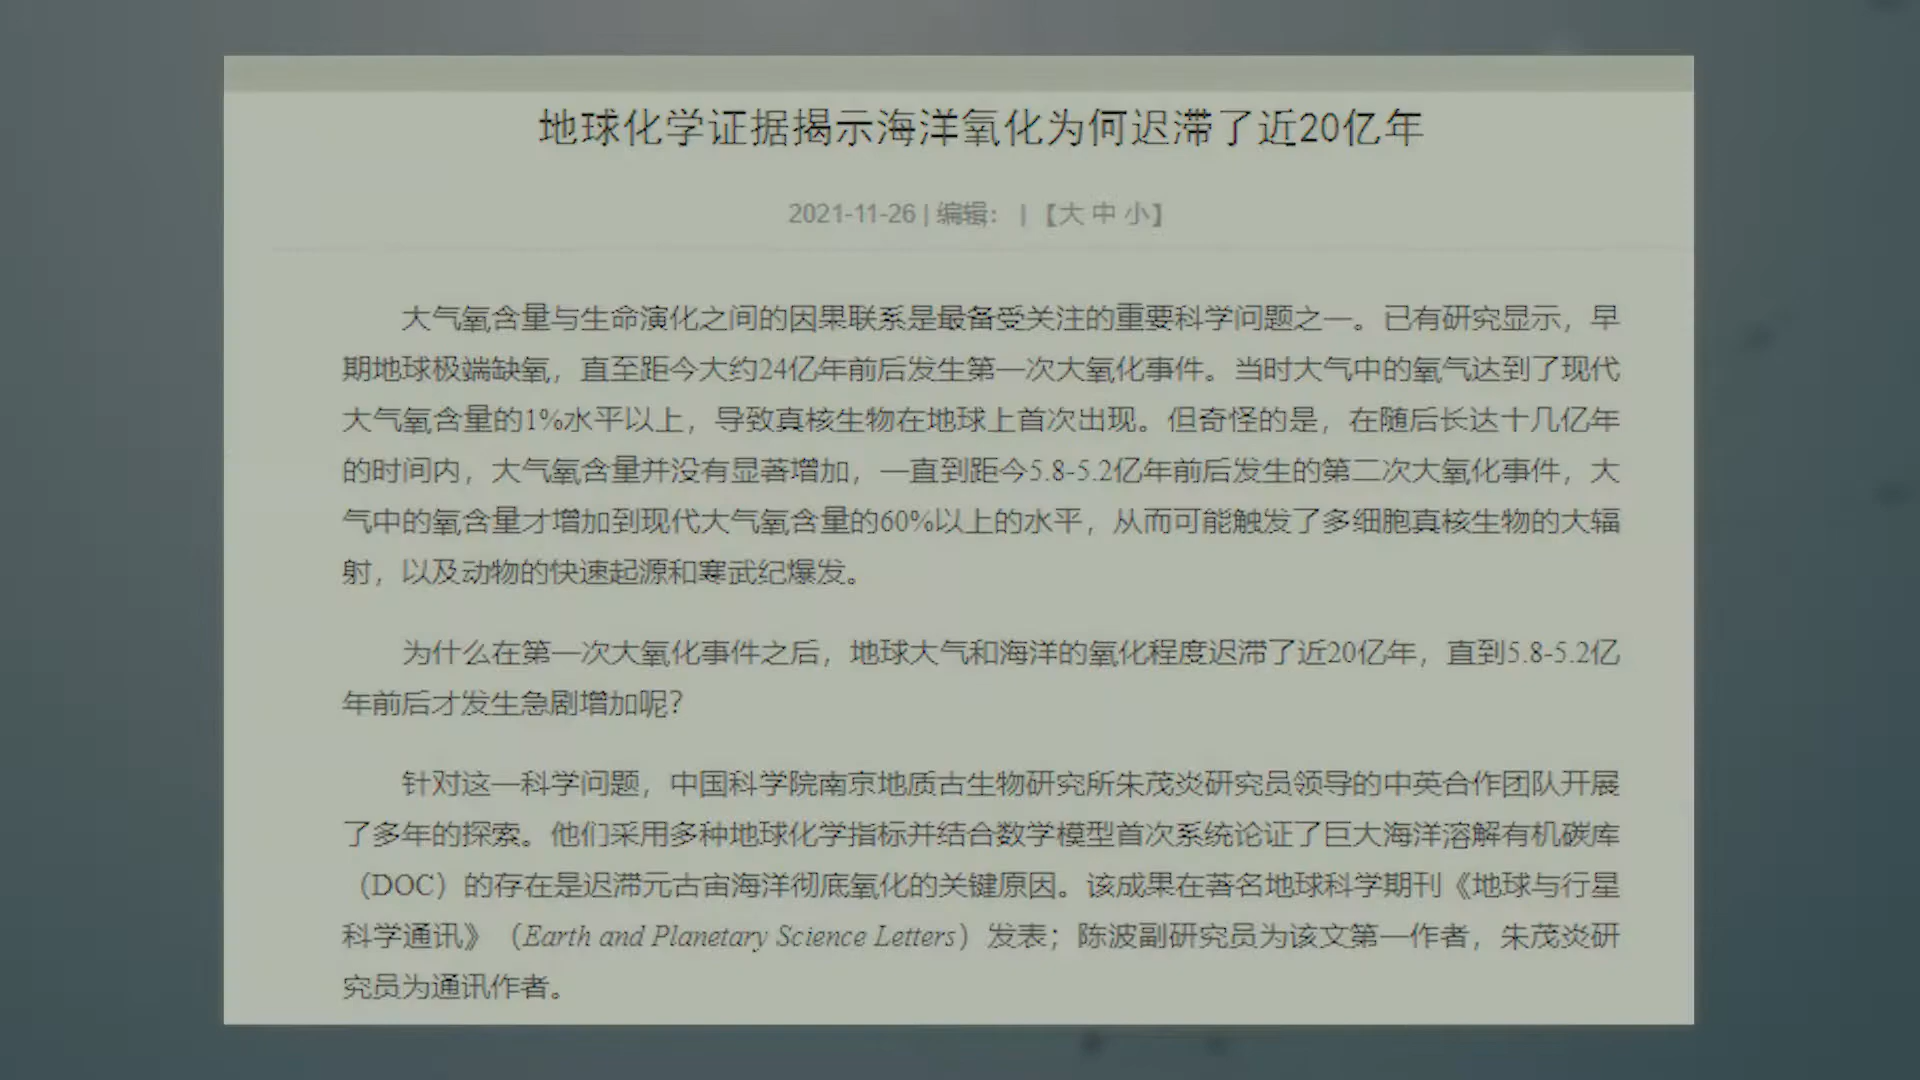 地球化学证据揭示海洋氧化为何迟滞了近20亿年
2021-11-26 | 编辑： | 【大 中 小】
大气氧含量与生命演化之间的因果联系是最备受关注的重要科学问题之一。已有研究显示，早
期地球极端缺氧，直至距今大约24亿年前后发生第一次大氧化事件。当时大气中的氧气达到了现代
大气氧含量的1%水平以上，导致真核生物在地球上首次出现。但奇怪的是，在随后长达十几亿年
的时间内，大气氧含量并没有显著增加，一直到距今5.8-5.2亿年前后发生的第二次大氧化事件，大
气中的氧含量才增加到现代大气氧含量的60%以上的水平，从而可能触发了多细胞真核生物的大辐
射，以及动物的快速起源和寒武纪爆发。
为什么在第一次大氧化事件之后，地球大气和海洋的氧化程度迟滞了近20亿年，直到5.8-5.2亿
年前后才发生急剧增加呢？
针对这一科学问题，中国科学院南京地质古生物研究所朱茂炎研究员领导的中英合作团队开展
了多年的探索。他们采用多种地球化学指标并结合数学模型首次系统论证了巨大海洋溶解有机碳库
（DOC）的存在是迟滞元古宙海洋彻底氧化的关键原因。该成果在著名地球科学期刊《地球与行星
科学通讯》（Earth and Planetary Science Letters）发表；陈波副研究员为该文第一作者，朱茂炎研
究员为通讯作者。